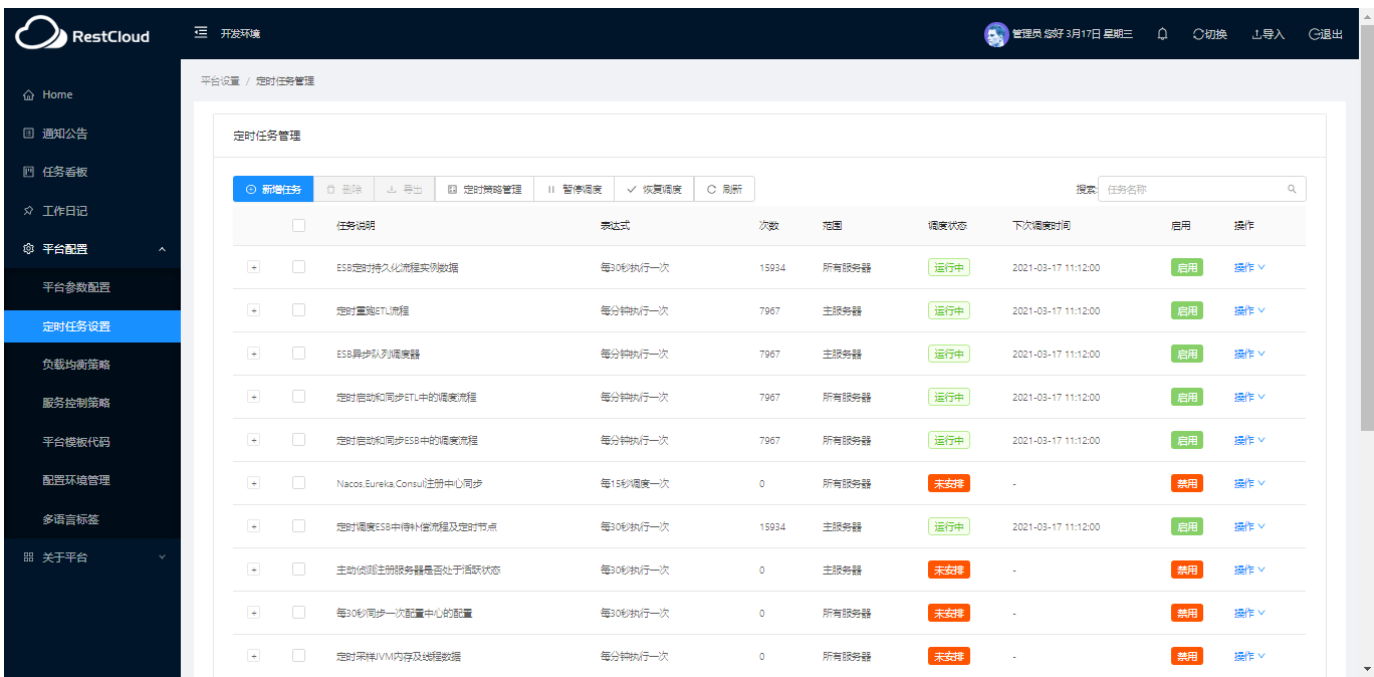 RestCloud
开发环境
管理员 您好 3月17日 星期三
切换
导入
退出
Home
通知公告
任务看板
工作日记
平台配置
平台参数配置
定时任务设置
负载均衡策略
服务控制策略
平台模板代码
配置环境管理
多语言标签
关于平台
平台设置 / 定时任务管理
定时任务管理
新增任务 删除 导出 定时策略管理 暂停调度 恢复调度 刷新 搜索: 任务名称
任务说明 表达式 次数 范围 调度状态 下次调度时间 启用 操作
ESB定时持久化流程实例数据 每30秒执行一次 15934 所有服务器 运行中 2021-03-17 11:12:00 启用 操作
定时重跑ETL流程 每分钟执行一次 7967 主服务器 运行中 2021-03-17 11:12:00 启用 操作
ESB异步队列调度器 每分钟执行一次 7967 主服务器 运行中 2021-03-17 11:12:00 启用 操作
定时启动和同步ETL中的调度流程 每分钟执行一次 7967 所有服务器 运行中 2021-03-17 11:12:00 启用 操作
定时启动和同步ESB中的调度流程 每分钟执行一次 7967 所有服务器 运行中 2021-03-17 11:12:00 启用 操作
Nacos,Eureka,Consul注册中心同步 每15秒调度一次 0 所有服务器 未安排 - 禁用 操作
定时调度ESB中待补偿流程及定时节点 每30秒执行一次 15934 主服务器 运行中 2021-03-17 11:12:00 启用 操作
主动侦测注册服务器是否处于活跃状态 每30秒执行一次 0 主服务器 未安排 - 禁用 操作
每30秒同步一次配置中心的配置 每30秒执行一次 0 所有服务器 未安排 - 禁用 操作
定时采样JVM内存及线程数据 每分钟执行一次 0 所有服务器 未安排 - 禁用 操作